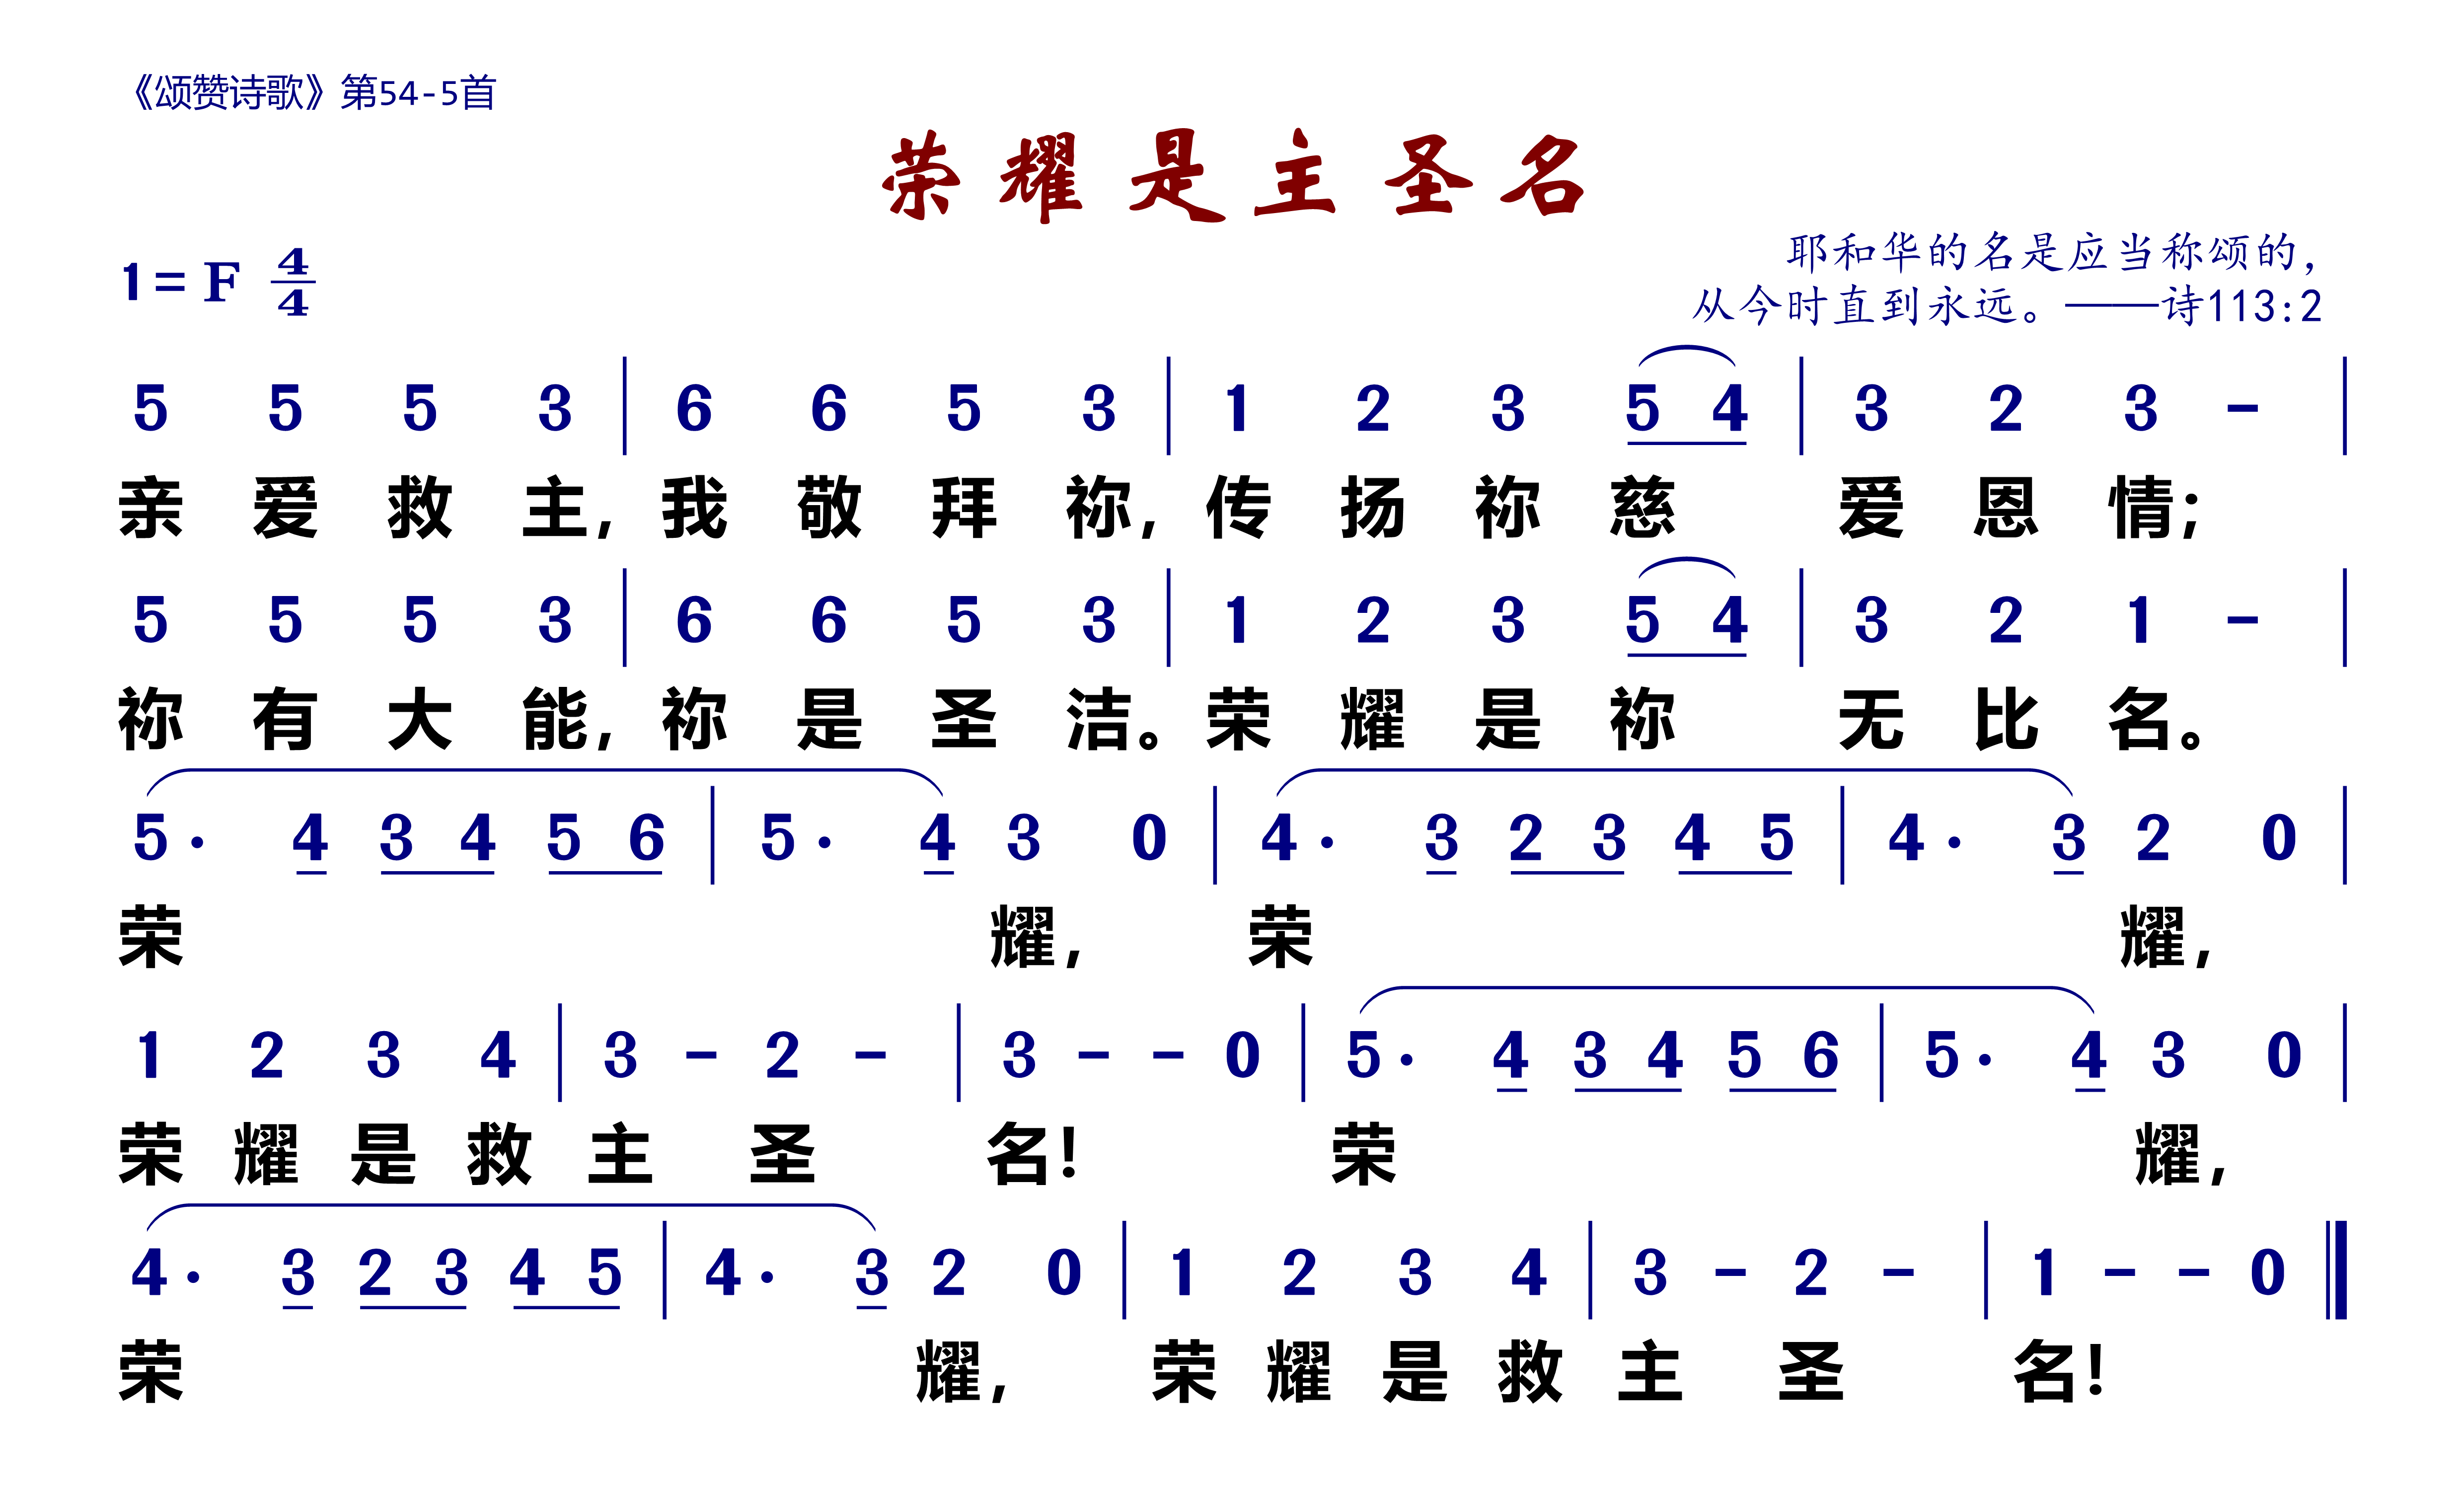 《颂赞诗歌》第54-5首
荣耀是主圣名
1=F 4/4
耶和华的名是应当称颂的，
从今时直到永远。——诗113:2
5 5 5 3 | 6 6 5 3 | 1 2 3 5 4 | 3 2 3 - |
亲爱救主，我敬拜祢，传扬祢慈爱恩情；
5 5 5 3 | 6 6 5 3 | 1 2 3 5 4 | 3 2 1 - |
祢有大能，祢是圣洁。荣耀是祢无比名。
5· 4 3 4 5 6 | 5· 4 3 0 | 4· 3 2 3 4 5 | 4· 3 2 0 |
荣耀，荣耀，
1 2 3 4 | 3 - 2 - | 3 - - 0 | 5· 4 3 4 5 6 | 5· 4 3 0 |
荣耀是救主圣名！荣耀，
4· 3 2 3 4 5 | 4· 3 2 0 | 1 2 3 4 | 3 - 2 - | 1 - - 0 ‖
荣耀，荣耀是救主圣名！